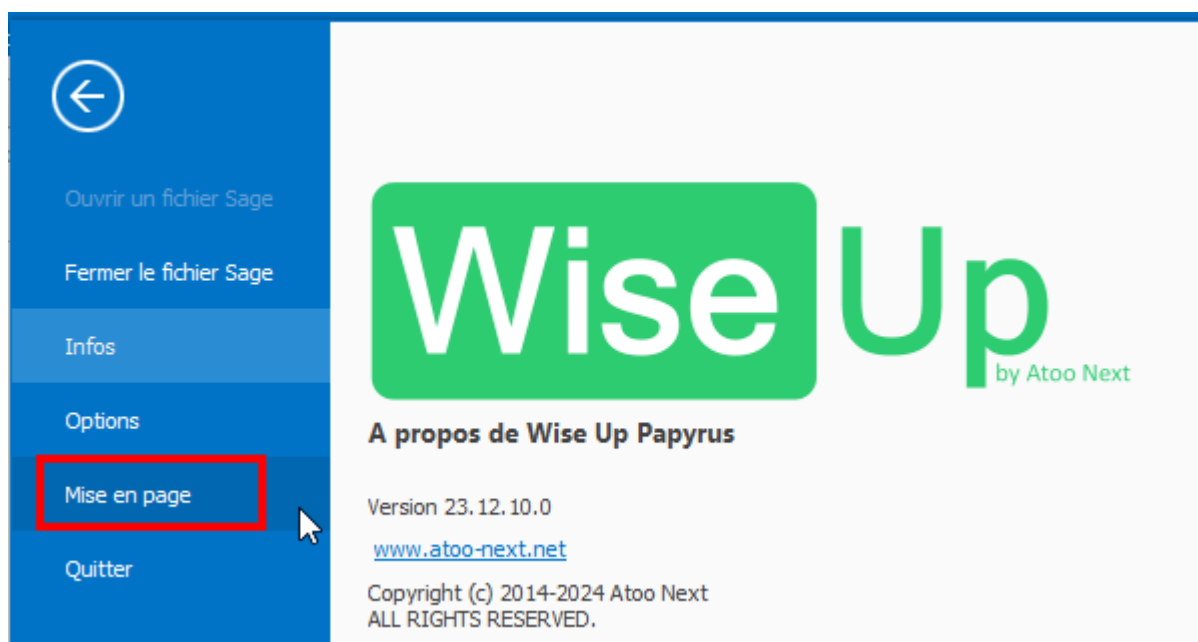 Ouvrir un fichier Sage
Fermer le fichier Sage
Infos
Options
Mise en page
Quitter
Wise Up
by Atoo Next
A propos de Wise Up Papyrus
Version 23.12.10.0
www.atoo-next.net
Copyright (c) 2014-2024 Atoo Next
ALL RIGHTS RESERVED.